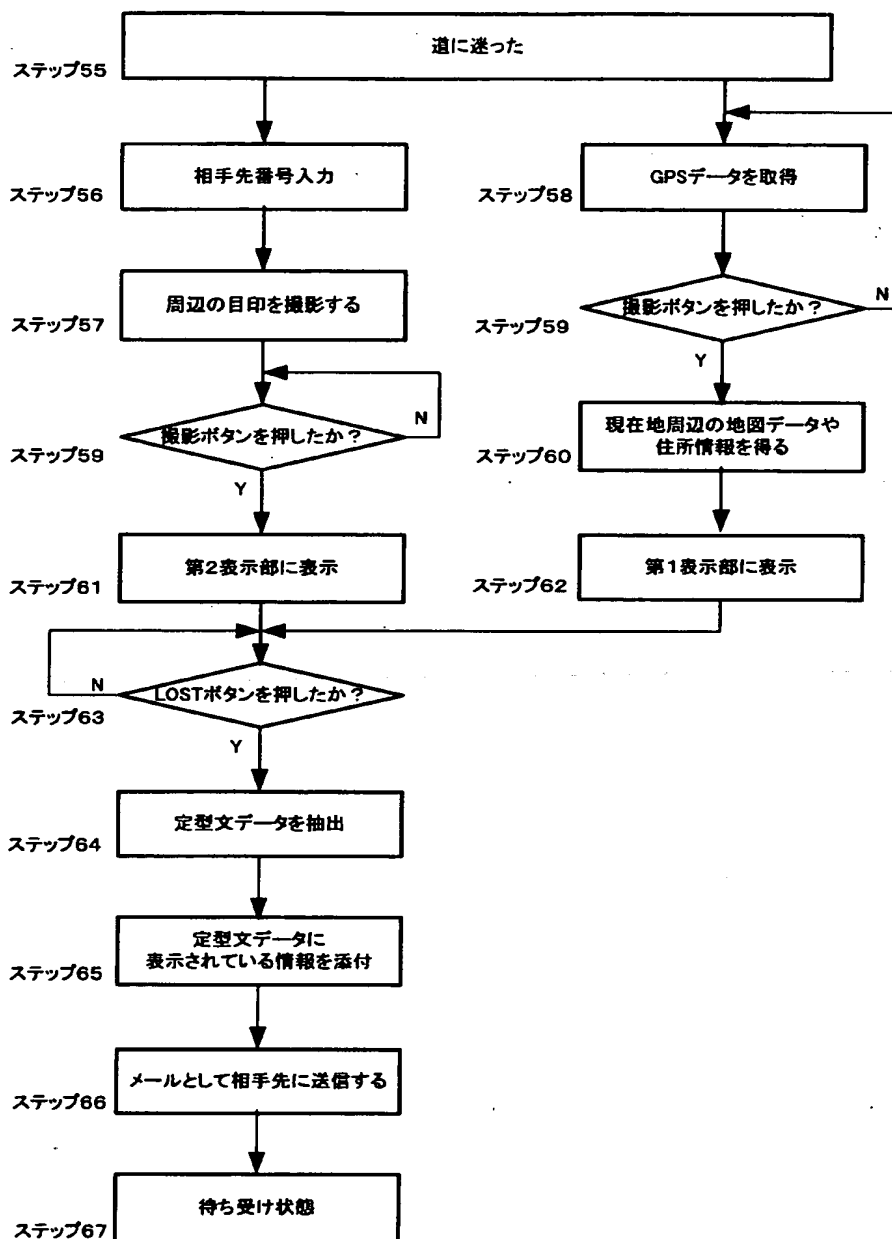 道に迷った
ステップ55
相手先番号入力
ステップ56
GPSデータを取得
ステップ58
周辺の目印を撮影する
ステップ57
撮影ボタンを押したか?
N
ステップ59
Y
撮影ボタンを押したか?
N
ステップ59
Y
現在地周辺の地図データや
住所情報を得る
ステップ60
第2表示部に表示
ステップ61
第1表示部に表示
ステップ62
N
LOSTボタンを押したか?
ステップ63
Y
定型文データを抽出
ステップ64
定型文データに
表示されている情報を添付
ステップ65
メールとして相手先に送信する
ステップ66
待ち受け状態
ステップ67